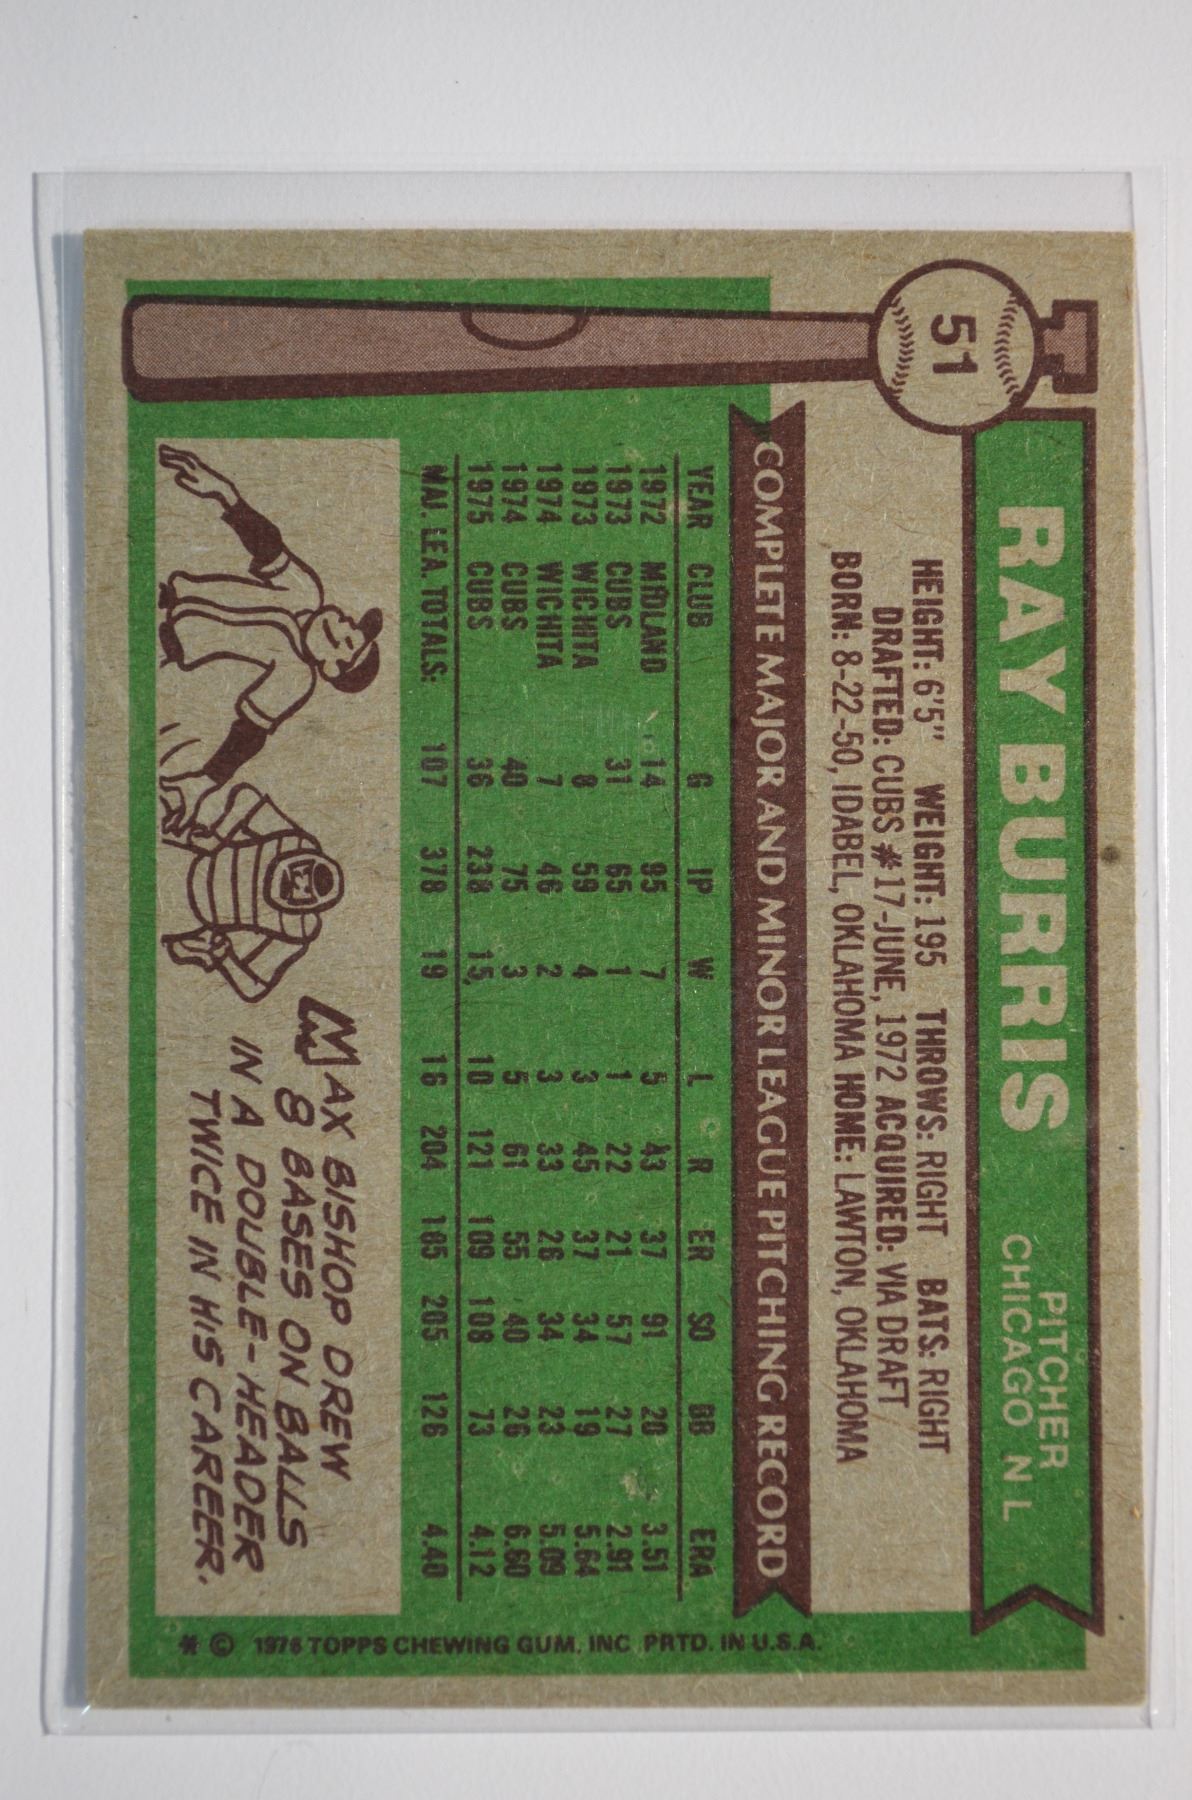 51
RAY BURRIS
PITCHER
CHICAGO N L
HEIGHT: 6'5" WEIGHT: 195 THROWS: RIGHT BATS: RIGHT
DRAFTED: CUBS #17-JUNE, 1972 ACQUIRED: VIA DRAFT
BORN: 8-22-50, IDABEL, OKLAHOMA HOME: LAWTON, OKLAHOMA
COMPLETE MAJOR AND MINOR LEAGUE PITCHING RECORD
YEAR CLUB G IP W L R ER SO BB ERA
1972 MIDLAND 14 95 7 5 43 37 91 20 3.51
1973 CUBS 31 65 1 1 22 21 57 27 2.91
1973 WICHITA 8 59 4 3 45 37 34 19 5.64
1974 WICHITA 7 46 2 3 33 26 34 23 5.09
1974 CUBS 40 75 3 5 61 55 40 26 6.60
1975 CUBS 36 238 15 10 121 109 108 73 4.12
MAJ. LEA. TOTALS: 107 378 19 16 204 185 205 126 4.40
MAX BISHOP DREW
8 BASES ON BALLS
IN A DOUBLE-HEADER
TWICE IN HIS CAREER.
* © 1976 TOPPS CHEWING GUM, INC PRTD. IN U.S.A.